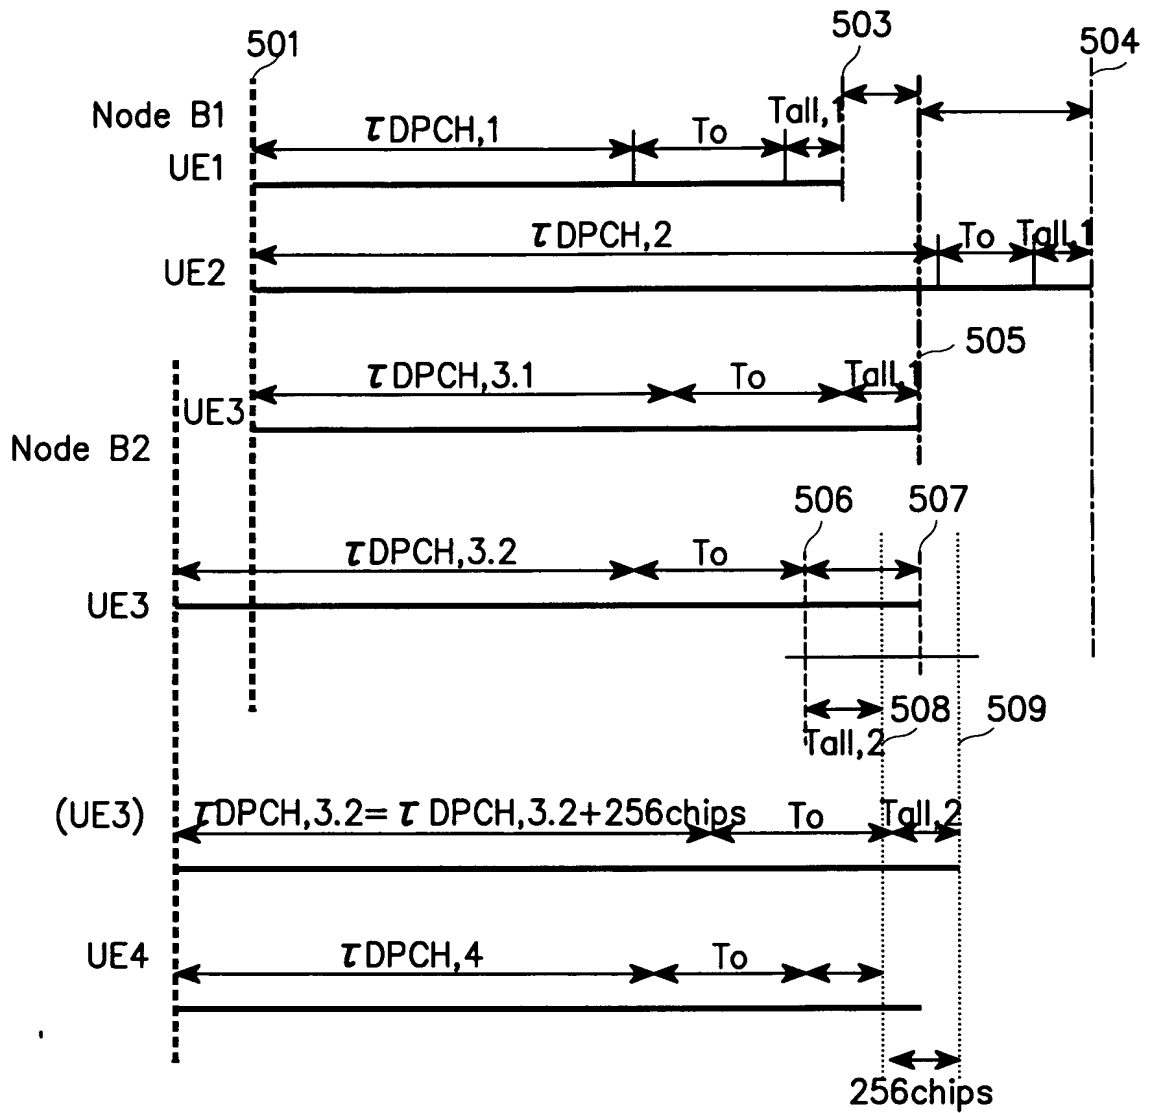 501
503
504
Node B1
τDPCH,1
To
Tall,1
UE1
τDPCH,2
To
Tall,1
UE2
505
τDPCH,3.1
To
Tall,1
UE3
Node B2
506
507
τDPCH,3.2
To
UE3
508
509
Tall,2
(UE3)
τDPCH,3.2= τ DPCH,3.2+256chips
To
Tall,2
UE4
τDPCH,4
To
256chips